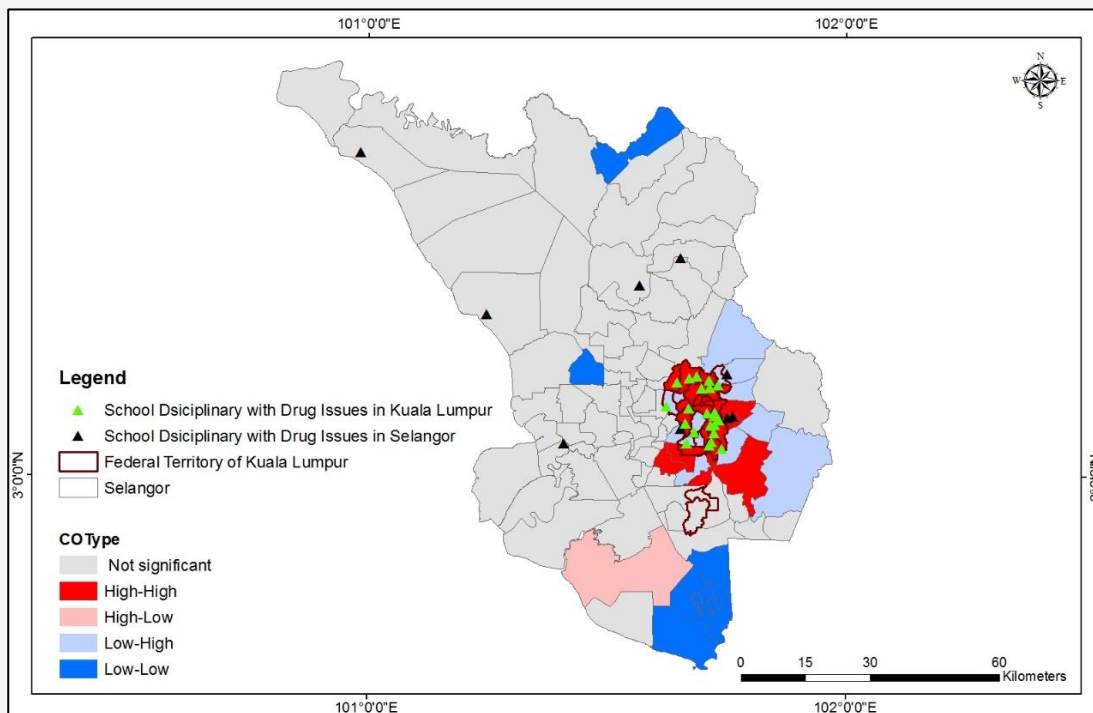 101°0'0"E 102°0'0"E
N
W E
S
Legend
School Dsiciplinary with Drug Issues in Kuala Lumpur
School Dsiciplinary with Drug Issues in Selangor
Federal Territory of Kuala Lumpur
Selangor
3°0'0"N
COType
Not significant
High-High
High-Low
Low-High
Low-Low
0 15 30 60
Kilometers
101°0'0"E 102°0'0"E